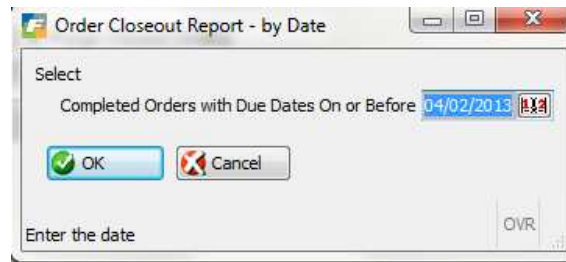 Order Closeout Report - by Date
Select
Completed Orders with Due Dates On or Before 04/02/2013
OK Cancel
Enter the date OVR